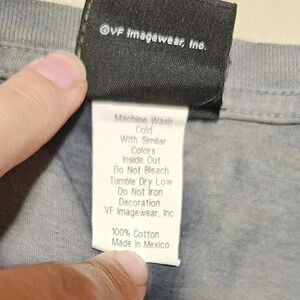 ©VF Imagewear, Inc.
Machine Wash
Cold
With Similar
Colors
Inside Out
Do Not Bleach
Tumble Dry Low
Do Not Iron
Decoration
VF Imagewear, Inc
100% Cotton
Made in Mexico